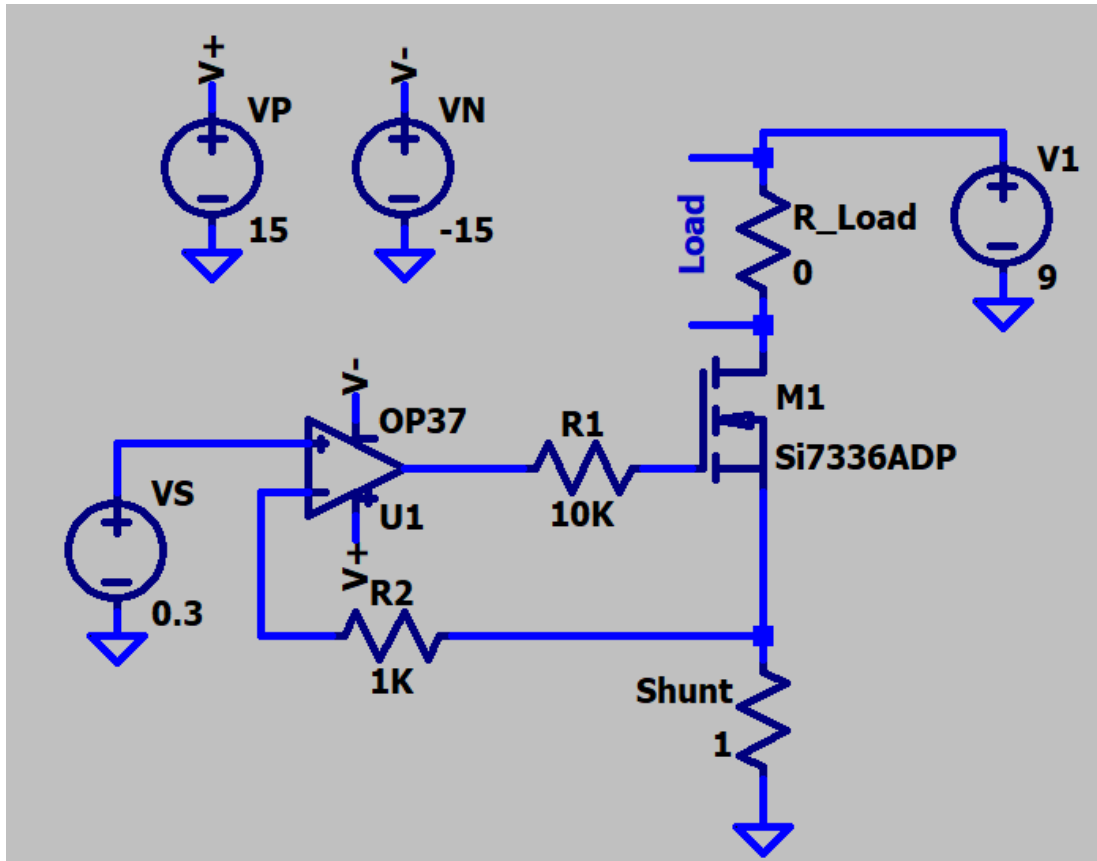 V+
VP
15
V-
VN
-15
V1
9
Load
R_Load
0
M1
Si7336ADP
V-
OP37
U1
V+
R1
10K
VS
0.3
R2
1K
Shunt
1